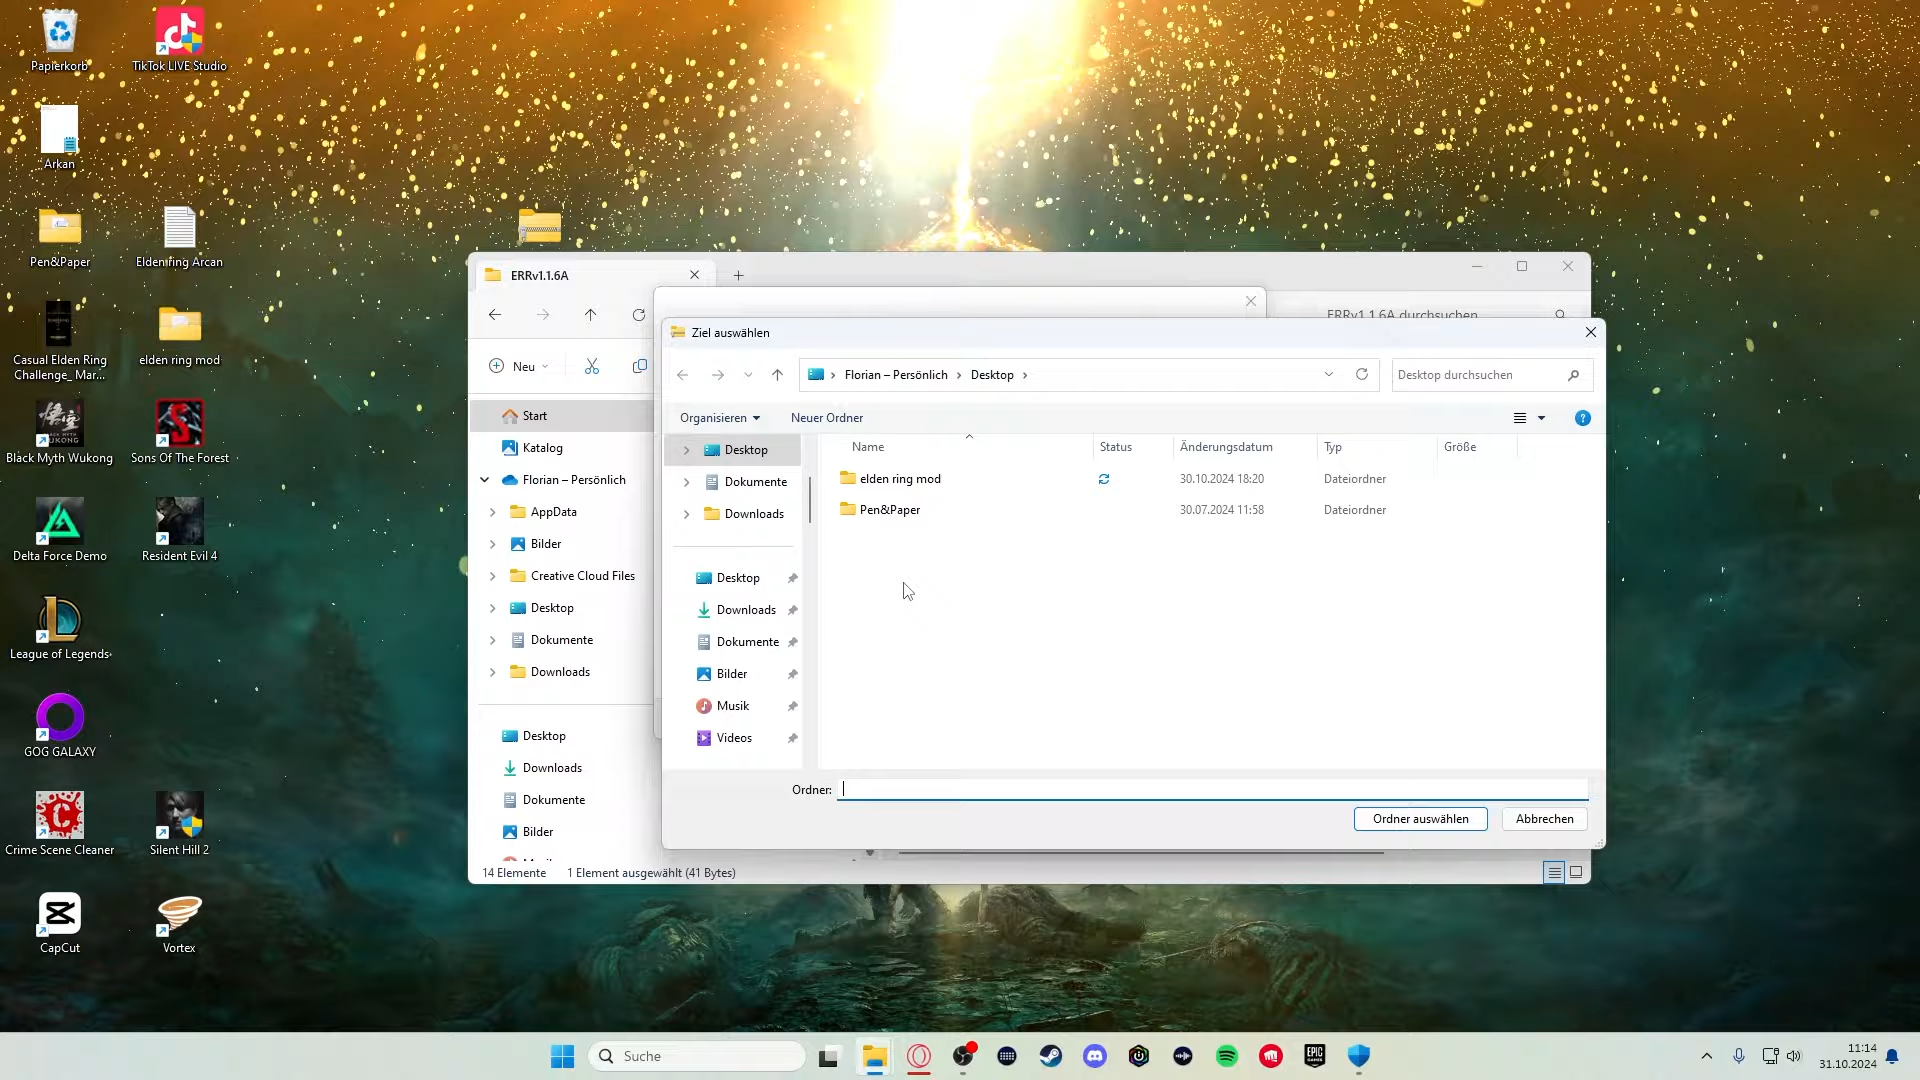 Papierkorb
TikTok LIVE Studio
Arkan
Pen&Paper
Elden ring Arcan
Casual Elden Ring
Challenge_ Mar...
elden ring mod
Black Myth Wukong
Sons Of The Forest
Delta Force Demo
Resident Evil 4
League of Legends
GOG GALAXY
Crime Scene Cleaner
Silent Hill 2
CapCut
Vortex
ERRv1.1.6A
ERRv1.1.6A durchsuchen
Neu
Start
Katalog
Florian – Persönlich
AppData
Bilder
Creative Cloud Files
Desktop
Dokumente
Downloads
Desktop
Downloads
Dokumente
Bilder
14 Elemente
1 Element ausgewählt (41 Bytes)
Ziel auswählen
Florian – Persönlich
Desktop
Desktop durchsuchen
Organisieren
Neuer Ordner
Desktop
Dokumente
Downloads
Desktop
Downloads
Dokumente
Bilder
Musik
Videos
Name
Status
Änderungsdatum
Typ
Größe
elden ring mod
30.10.2024 18:20
Dateiordner
Pen&Paper
30.07.2024 11:58
Dateiordner
Ordner:
Ordner auswählen
Abbrechen
Suche
EPIC
GAMES
11:14
31.10.2024